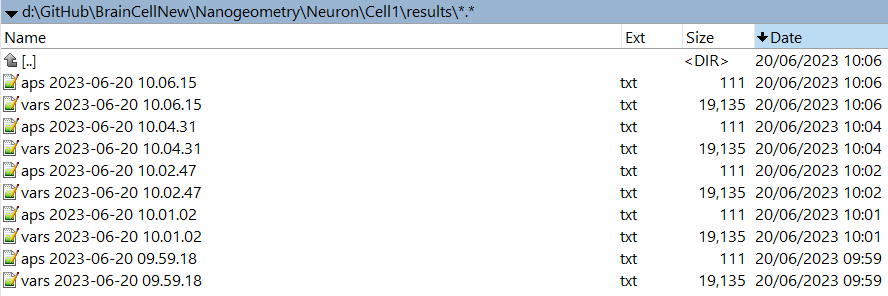 d:\GitHub\BrainCellNew\Nanogeometry\Neuron\Cell1\results\*.*
Name Ext Size Date
[..] <DIR> 20/06/2023 10:06
aps 2023-06-20 10.06.15 txt 111 20/06/2023 10:06
vars 2023-06-20 10.06.15 txt 19,135 20/06/2023 10:06
aps 2023-06-20 10.04.31 txt 111 20/06/2023 10:04
vars 2023-06-20 10.04.31 txt 19,135 20/06/2023 10:04
aps 2023-06-20 10.02.47 txt 111 20/06/2023 10:02
vars 2023-06-20 10.02.47 txt 19,135 20/06/2023 10:02
aps 2023-06-20 10.01.02 txt 111 20/06/2023 10:01
vars 2023-06-20 10.01.02 txt 19,135 20/06/2023 10:01
aps 2023-06-20 09.59.18 txt 111 20/06/2023 09:59
vars 2023-06-20 09.59.18 txt 19,135 20/06/2023 09:59